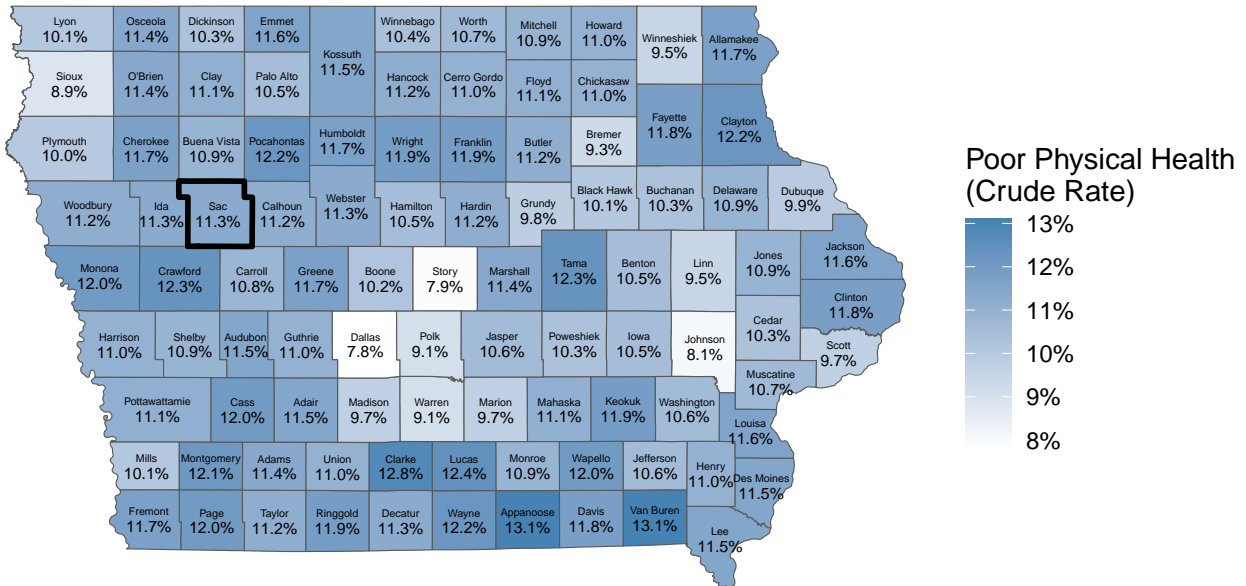 Lyon
10.1%
Osceola
11.4%
Dickinson
10.3%
Emmet
11.6%
Kossuth
11.5%
Winnebago
10.4%
Worth
10.7%
Mitchell
10.9%
Howard
11.0%
Winneshiek
9.5%
Allamakee
11.7%
Sioux
8.9%
O'Brien
11.4%
Clay
11.1%
Palo Alto
10.5%
Hancock
11.2%
Cerro Gordo
11.0%
Floyd
11.1%
Chickasaw
11.0%
Fayette
11.8%
Clayton
12.2%
Plymouth
10.0%
Cherokee
11.7%
Buena Vista
10.9%
Pocahontas
12.2%
Humboldt
11.7%
Wright
11.9%
Franklin
11.9%
Butler
11.2%
Bremer
9.3%
Woodbury
11.2%
Ida
11.3%
Sac
11.3%
Calhoun
11.2%
Webster
11.3%
Hamilton
10.5%
Hardin
11.2%
Grundy
9.8%
Black Hawk
10.1%
Buchanan
10.3%
Delaware
10.9%
Dubuque
9.9%
Monona
12.0%
Crawford
12.3%
Carroll
10.8%
Greene
11.7%
Boone
10.2%
Story
7.9%
Marshall
11.4%
Tama
12.3%
Benton
10.5%
Linn
9.5%
Jones
10.9%
Jackson
11.6%
Clinton
11.8%
Harrison
11.0%
Shelby
10.9%
Audubon
11.5%
Guthrie
11.0%
Dallas
7.8%
Polk
9.1%
Jasper
10.6%
Poweshiek
10.3%
Iowa
10.5%
Johnson
8.1%
Cedar
10.3%
Scott
9.7%
Muscatine
10.7%
Pottawattamie
11.1%
Cass
12.0%
Adair
11.5%
Madison
9.7%
Warren
9.1%
Marion
9.7%
Mahaska
11.1%
Keokuk
11.9%
Washington
10.6%
Louisa
11.6%
Mills
10.1%
Montgomery
12.1%
Adams
11.4%
Union
11.0%
Clarke
12.8%
Lucas
12.4%
Monroe
10.9%
Wapello
12.0%
Jefferson
10.6%
Henry
11.0%
Des Moines
11.5%
Fremont
11.7%
Page
12.0%
Taylor
11.2%
Ringgold
11.9%
Decatur
11.3%
Wayne
12.2%
Appanoose
13.1%
Davis
11.8%
Van Buren
13.1%
Lee
11.5%
Poor Physical Health
(Crude Rate)
13%
12%
11%
10%
9%
8%